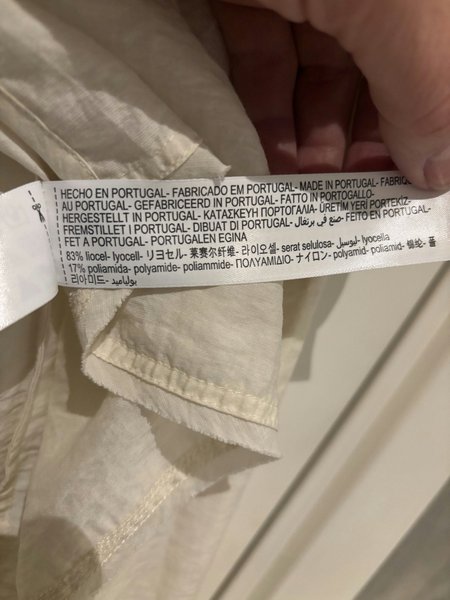 HECHO EN PORTUGAL- FABRICADO EM PORTUGAL- MADE IN PORTUGAL- FABRIQU
AU PORTUGAL- GEFABRICEERD IN PORTUGAL- FATTO IN PORTOGALLO-
HERGESTELLT IN PORTUGAL- ΚΑΤΑΣΚΕΥΗ ΠΟΡΤΟΓΑΛΙΑ- ÜRETİM YERİ PORTEKİZ-
FREMSTILLET I PORTUGAL- DIBUAT DI PORTUGAL- صنع في برتغال- FEITO EN PORTUGAL-
FET A PORTUGAL- PORTUGALEN EGINA
83% liocel- lyocell- リヨセル- 莱赛尔纤维- 라이오셀- serat selulosa- ليوسيل- lyocella
17% poliamida- polyamide- poliammide- ΠΟΛΥΑΜΙΔΙΟ- ナイロン- polyamid- poliamid- 锦纶- 폴
리아미드- بولياميد